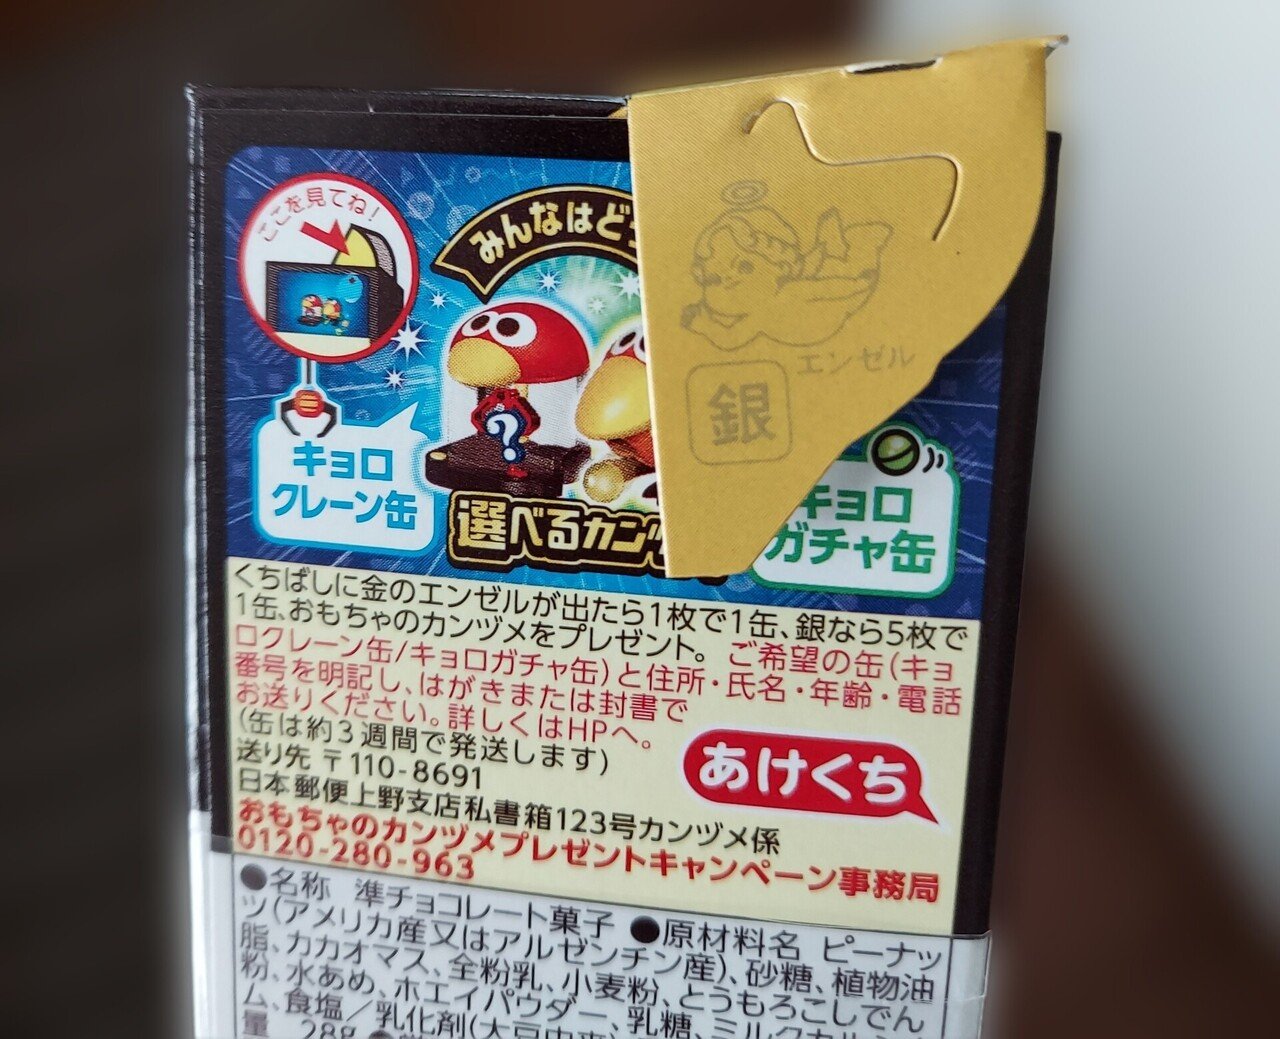 ここを見てね!
みんなはど
エンゼル
銀
キョロ
クレーン缶
選べるカンヅ
キョロ
ガチャ缶
くちばしに金のエンゼルが出たら1枚で1缶、銀なら5枚で
1缶、おもちゃのカンヅメをプレゼント。ご希望の缶(キョ
ロクレーン缶/キョロガチャ缶)と住所・氏名・年齢・電話
番号を明記し、はがきまたは封書で
お送りください。詳しくはHPへ。
(缶は約3週間で発送します)
あけくち
送り先 〒110-8691
日本郵便上野支店私書箱123号カンヅメ係
おもちゃのカンヅメプレゼントキャンペーン事務局
0120-280-963
●名称 準チョコレート菓子 ●原材料名 ピーナッ
ツ(アメリカ産又はアルゼンチン産)、砂糖、植物油
脂、カカオマス、全粉乳、小麦粉、とうもろこしでん
粉、水あめ、ホエイパウダー、乳糖、ミルクカルシウ
ム、食塩/乳化剤(大豆由来)
量 28g